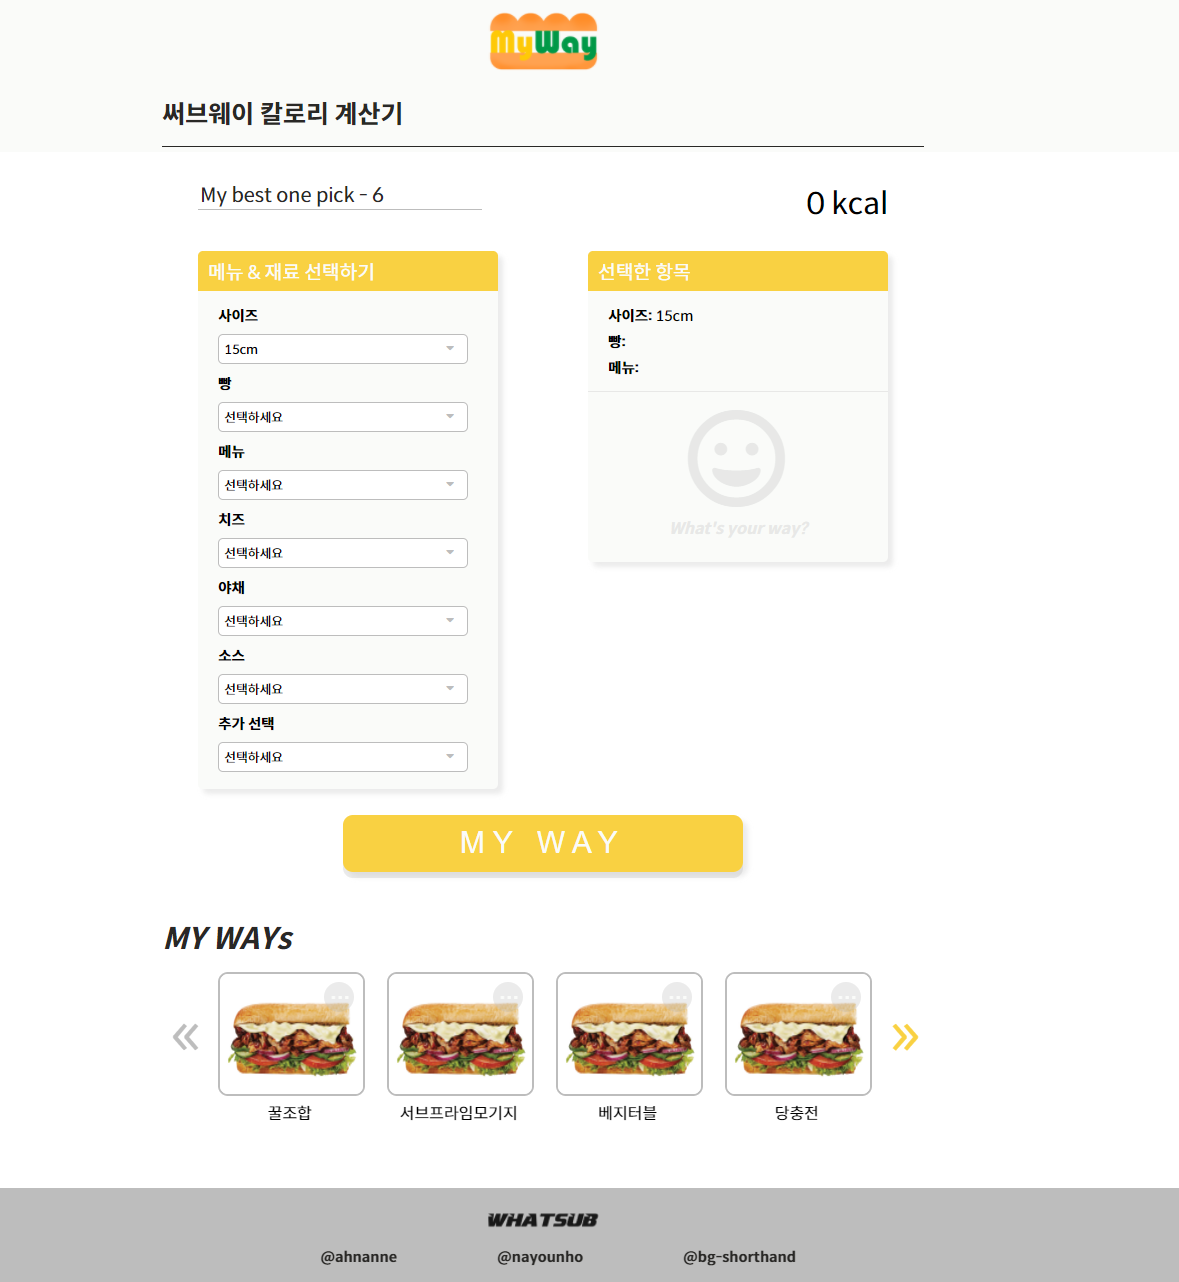 MyWay
써브웨이 칼로리 계산기
My best one pick - 6
0 kcal
메뉴 & 재료 선택하기
사이즈
15cm
빵
선택하세요
메뉴
선택하세요
치즈
선택하세요
야채
선택하세요
소스
선택하세요
추가 선택
선택하세요
선택한 항목
사이즈: 15cm
빵:
메뉴:
What's your way?
MY WAY
MY WAYs
꿀조합
서브프라임모기지
베지터블
당충전
WHATSUB
@ahnanne @nayounho @bg-shorthand